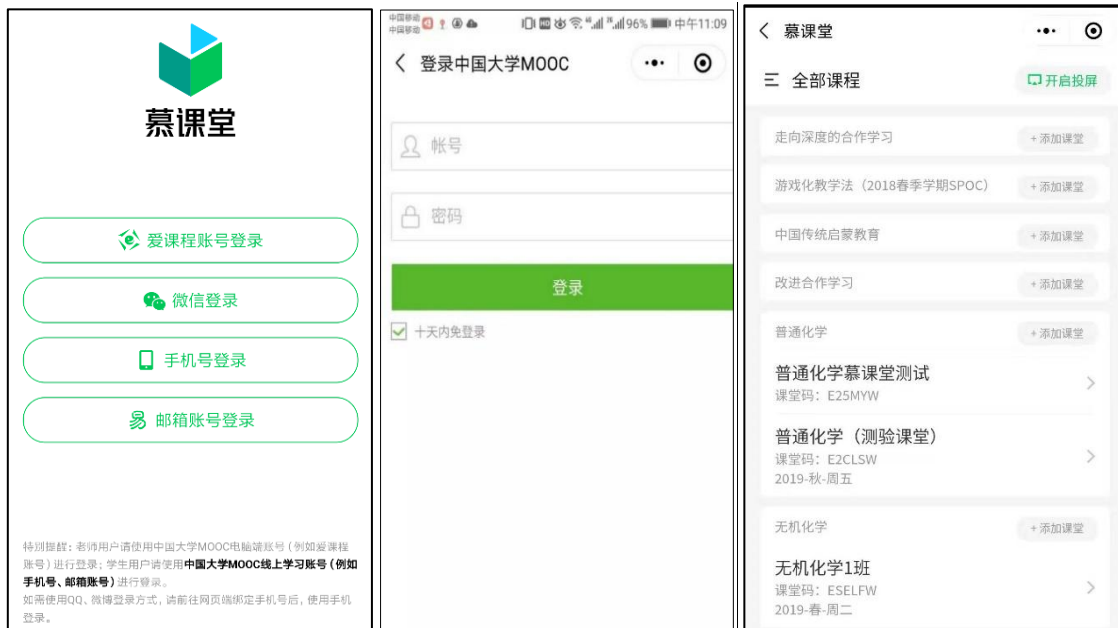 慕课堂
爱课程账号登录
微信登录
手机号登录
邮箱账号登录
特别提醒：老师用户请使用中国大学MOOC电脑端账号（例如爱课程
账号）进行登录；学生用户请使用中国大学MOOC线上学习账号（例如
手机号、邮箱账号）进行登录。
如需使用QQ、微博登录方式，请前往网页端绑定手机号后，使用手机
登录。
中国移动
中国移动
96% 中午11:09
登录中国大学MOOC
帐号
密码
登录
十天内免登录
慕课堂
全部课程
开启投屏
走向深度的合作学习
+添加课堂
游戏化教学法（2018春季学期SPOC）
+添加课堂
中国传统启蒙教育
+添加课堂
改进合作学习
+添加课堂
普通化学
+添加课堂
普通化学慕课堂测试
课堂码：E25MYW
普通化学（测验课堂）
课堂码：E2CLSW
2019-秋-周五
无机化学
+添加课堂
无机化学1班
课堂码：ESELFW
2019-春-周二